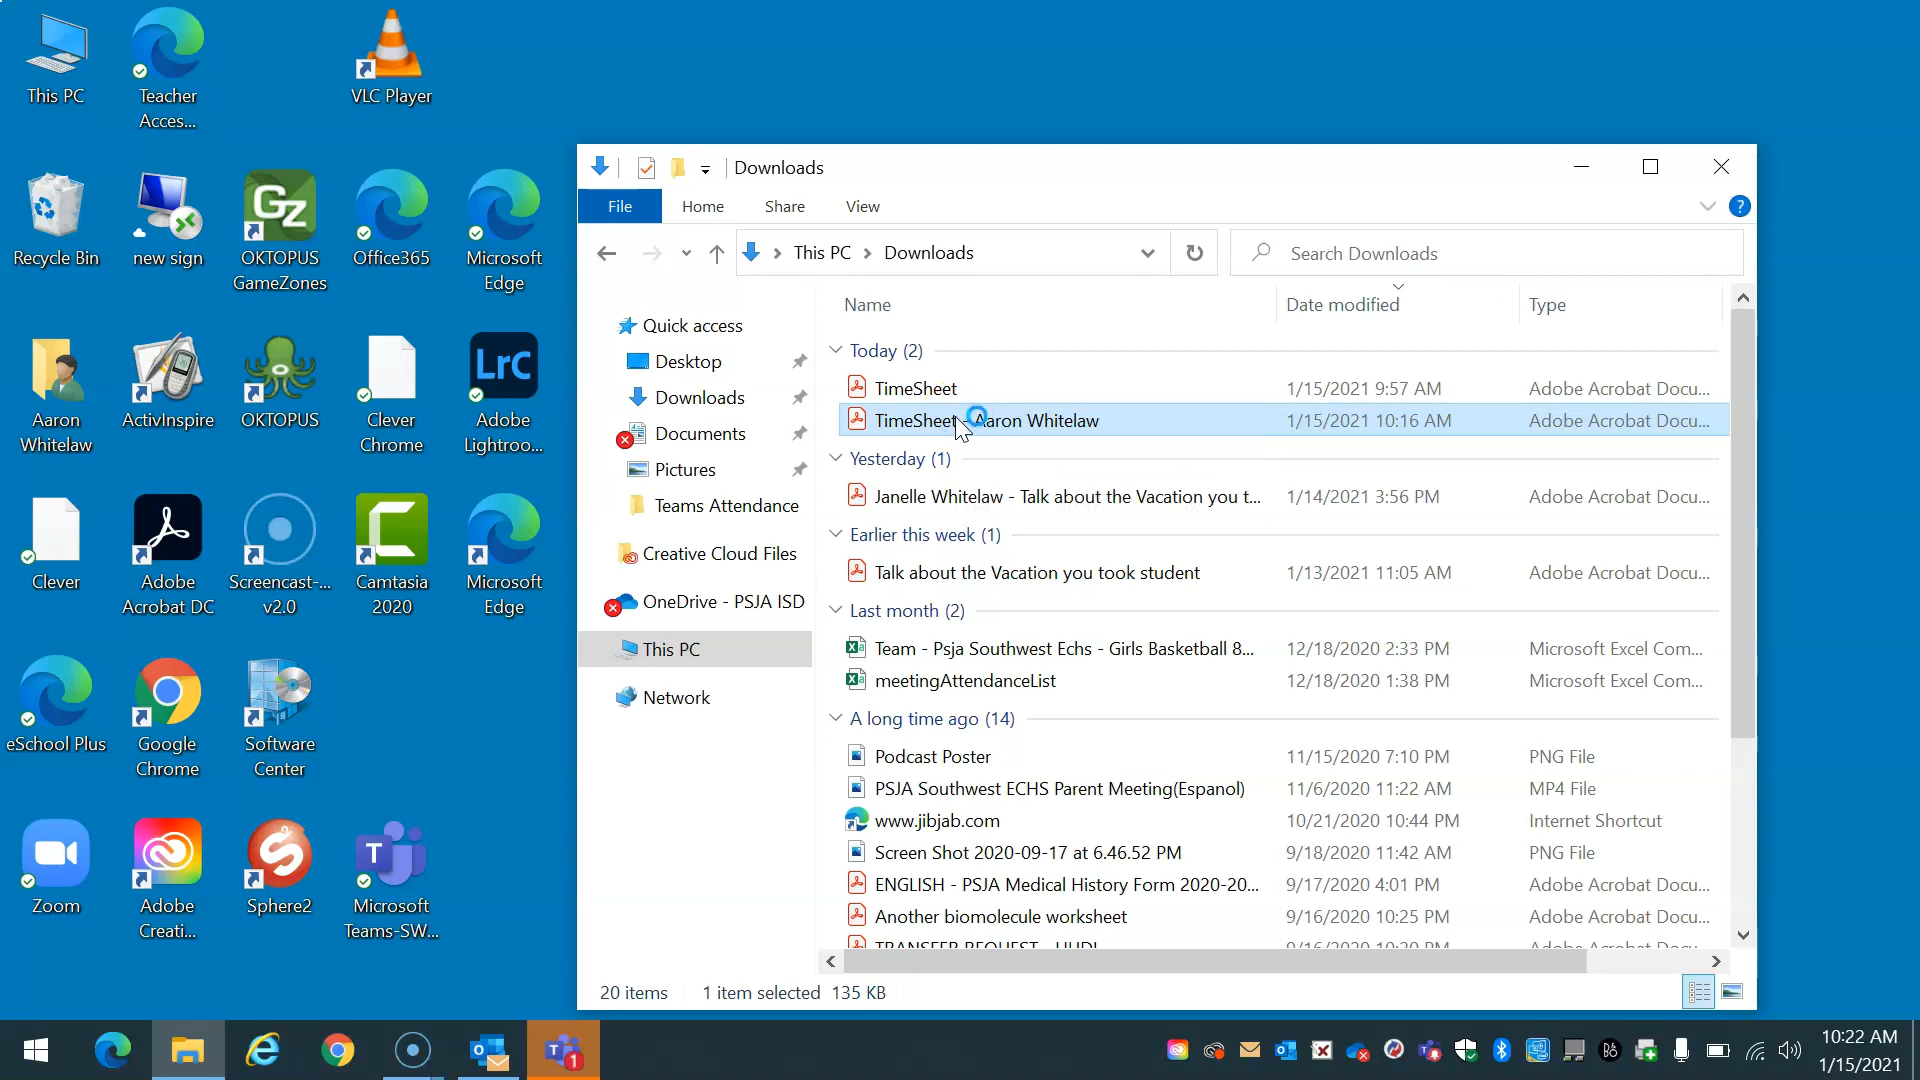 This PC
Teacher
Acces...
VLC Player
Recycle Bin
new sign
OKTOPUS
GameZones
Office365
Microsoft
Edge
Aaron
Whitelaw
ActivInspire
OKTOPUS
Clever
Chrome
Adobe
Lightroo...
Clever
Adobe
Acrobat DC
Screencast-...
v2.0
Camtasia
2020
Microsoft
Edge
eSchool Plus
Google
Chrome
Software
Center
Zoom
Adobe
Creati...
Sphere2
Microsoft
Teams-SW...
Downloads
File
Home
Share
View
This PC
Downloads
Search Downloads
Quick access
Desktop
Downloads
Documents
Pictures
Teams Attendance
Creative Cloud Files
OneDrive - PSJA ISD
This PC
Network
Name Date modified Type
Today (2)
TimeSheet 1/15/2021 9:57 AM Adobe Acrobat Docu...
TimeSheet - Aaron Whitelaw 1/15/2021 10:16 AM Adobe Acrobat Docu...
Yesterday (1)
Janelle Whitelaw - Talk about the Vacation you t... 1/14/2021 3:56 PM Adobe Acrobat Docu...
Earlier this week (1)
Talk about the Vacation you took student 1/13/2021 11:05 AM Adobe Acrobat Docu...
Last month (2)
Team - Psja Southwest Echs - Girls Basketball 8... 12/18/2020 2:33 PM Microsoft Excel Com...
meetingAttendanceList 12/18/2020 1:38 PM Microsoft Excel Com...
A long time ago (14)
Podcast Poster 11/15/2020 7:10 PM PNG File
PSJA Southwest ECHS Parent Meeting(Espanol) 11/6/2020 11:22 AM MP4 File
www.jibjab.com 10/21/2020 10:44 PM Internet Shortcut
Screen Shot 2020-09-17 at 6.46.52 PM 9/18/2020 11:42 AM PNG File
ENGLISH - PSJA Medical History Form 2020-20... 9/17/2020 4:01 PM Adobe Acrobat Docu...
Another biomolecule worksheet 9/16/2020 10:25 PM Adobe Acrobat Docu...
TRANSFER REQUEST 9/16/2020 10:20 PM Adobe Acrobat Docu...
20 items 1 item selected 135 KB
10:22 AM
1/15/2021